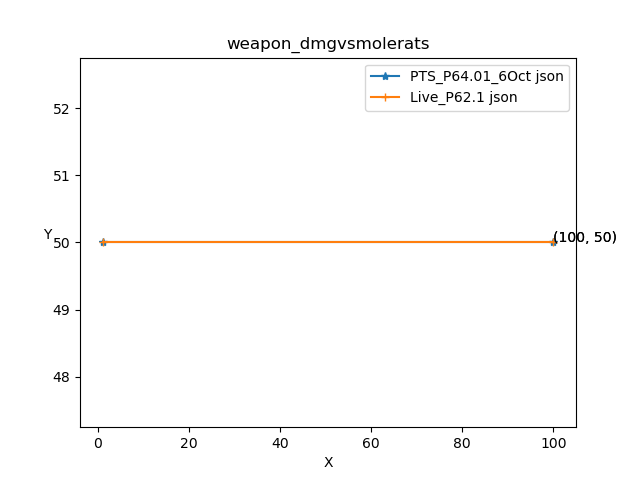 weapon_dmgvsmolerats
PTS_P64.01_6Oct json
Live_P62.1 json
52
51
Y
50
(100, 50)
49
48
0
20
40
60
80
100
X